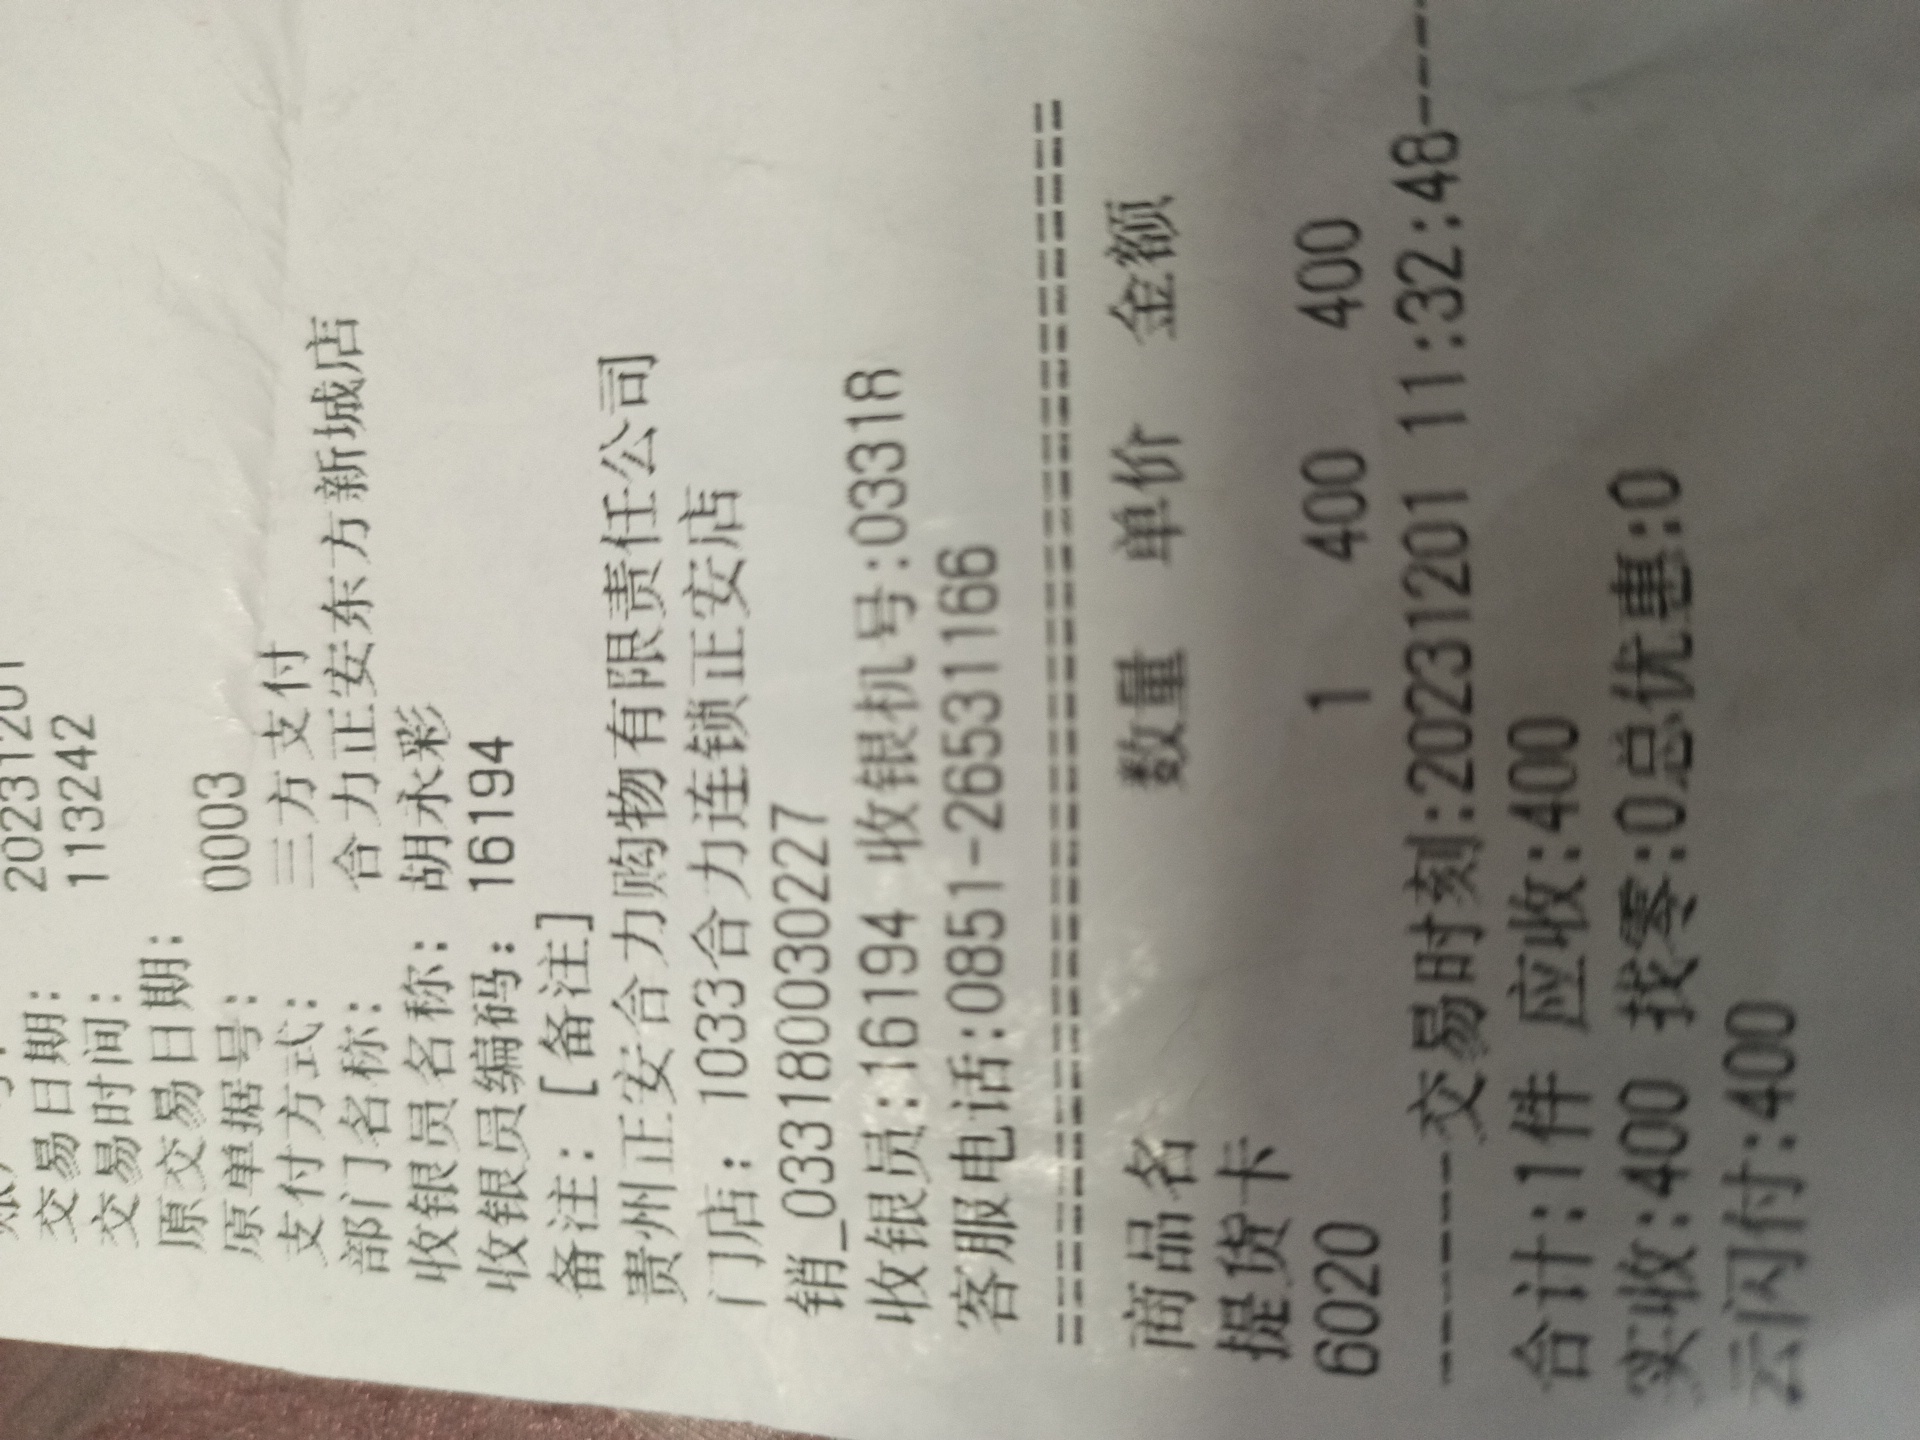 交易日期: 20231201
交易时间: 113242
原交易日期:
原单据号: 0003
支付方式: 三方支付
部门名称: 合力正安东方新城店
收银员名称: 胡永彩
收银员编码: 16194
备注: [备注]
贵州正安合力购物有限责任公司
门店: 1033合力连锁正安店
销_0331800030227
收银员:16194 收银机号:03318
客服电话:0851-26531166
================================
商品名 数量 单价 金额
提货卡
6020 1 400 400
-------交易时刻:20231201 11:32:48----
合计:1件 应收:400
实收:400 找零:0总优惠:0
云闪付:400